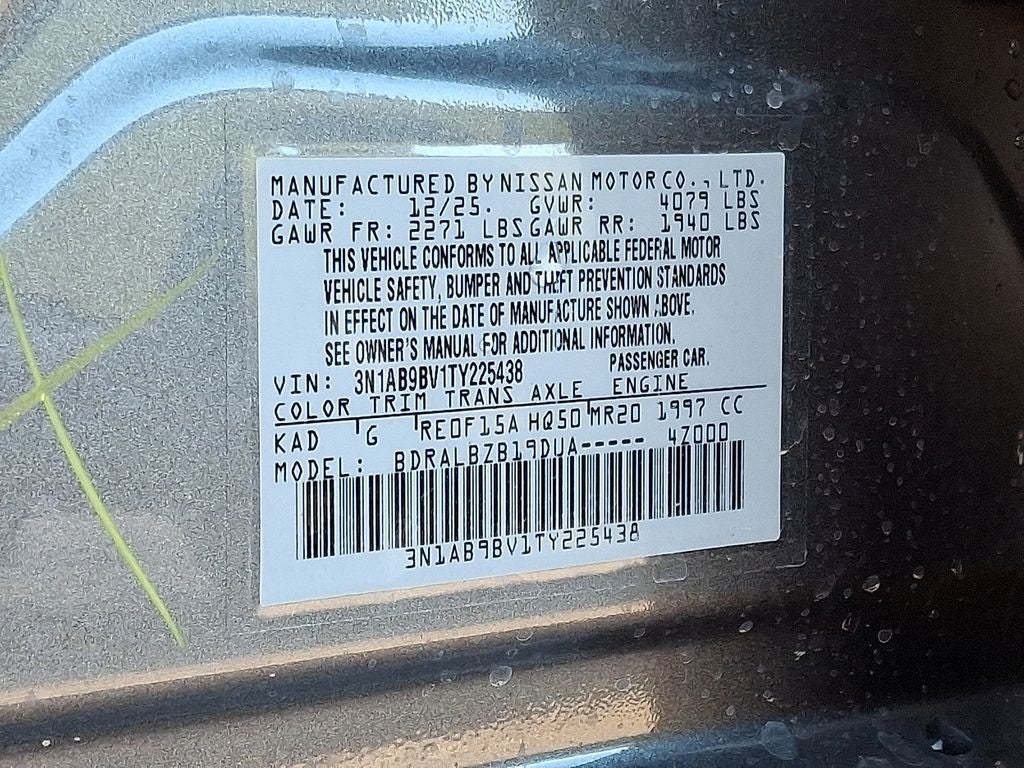 MANUFACTURED BY NISSAN MOTOR CO., LTD.
DATE: 12/25. GVWR: 4079 LBS
GAWR FR: 2271 LBS GAWR RR: 1940 LBS
THIS VEHICLE CONFORMS TO ALL APPLICABLE FEDERAL MOTOR
VEHICLE SAFETY, BUMPER AND THEFT PREVENTION STANDARDS
IN EFFECT ON THE DATE OF MANUFACTURE SHOWN ABOVE.
SEE OWNER'S MANUAL FOR ADDITIONAL INFORMATION.
VIN: 3N1AB9BV1TY225438 PASSENGER CAR.
COLOR TRIM TRANS AXLE ENGINE
KAD G RE0F15A HQ50 MR20 1997 CC
MODEL: BDRALBZB19DUA----- 4Z000
3N1AB9BV1TY225438